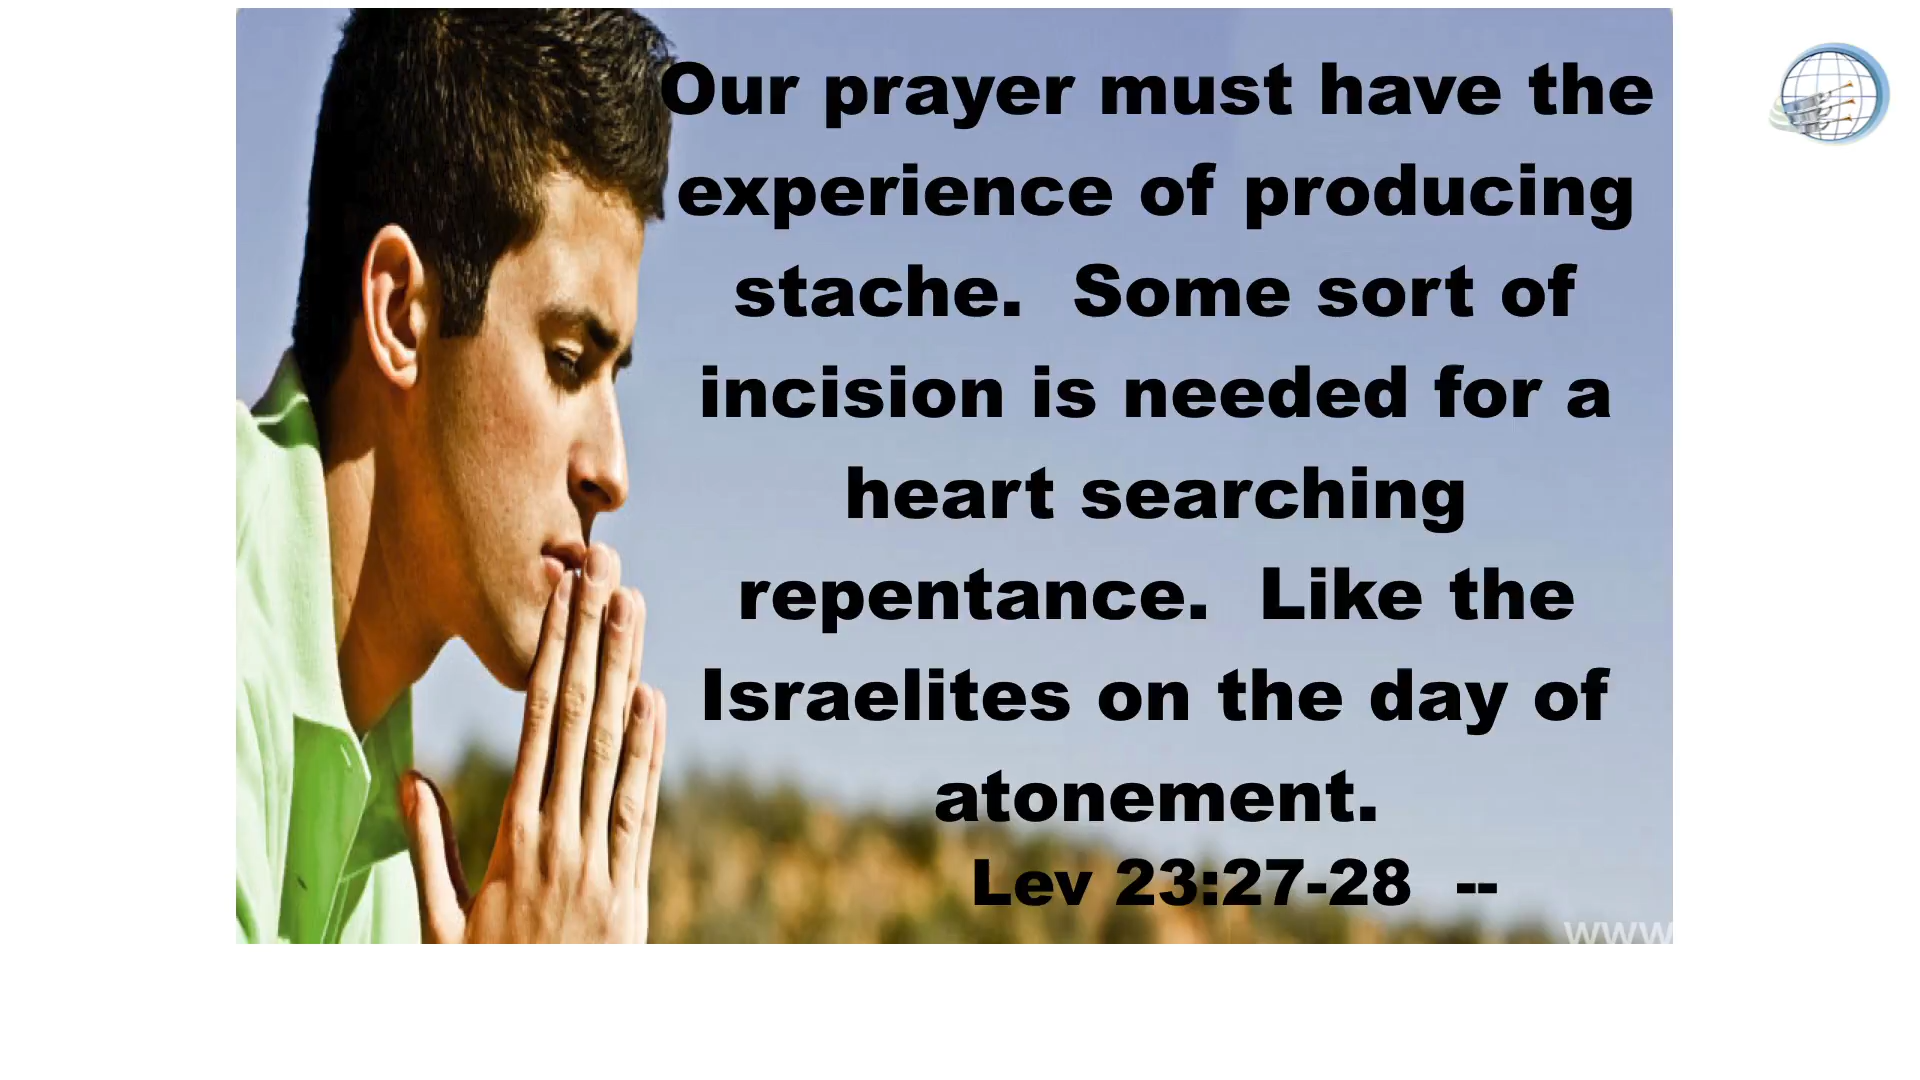 Our prayer must have the
experience of producing
stache.  Some sort of
incision is needed for a
heart searching
repentance.  Like the
Israelites on the day of
atonement.
Lev 23:27-28  --
www